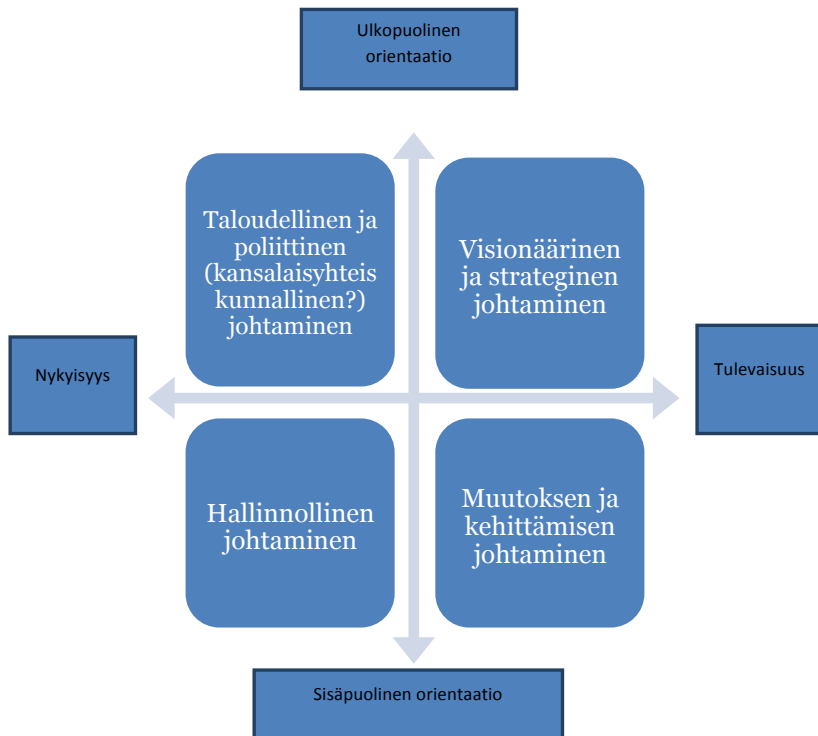 Ulkopuolinen
orientaatio
Taloudellinen ja
poliittinen
(kansalaisyhteis
kunnallinen?)
johtaminen
Visionäärinen
ja strateginen
johtaminen
Nykyisyys
Tulevaisuus
Hallinnollinen
johtaminen
Muutoksen ja
kehittämisen
johtaminen
Sisäpuolinen orientaatio